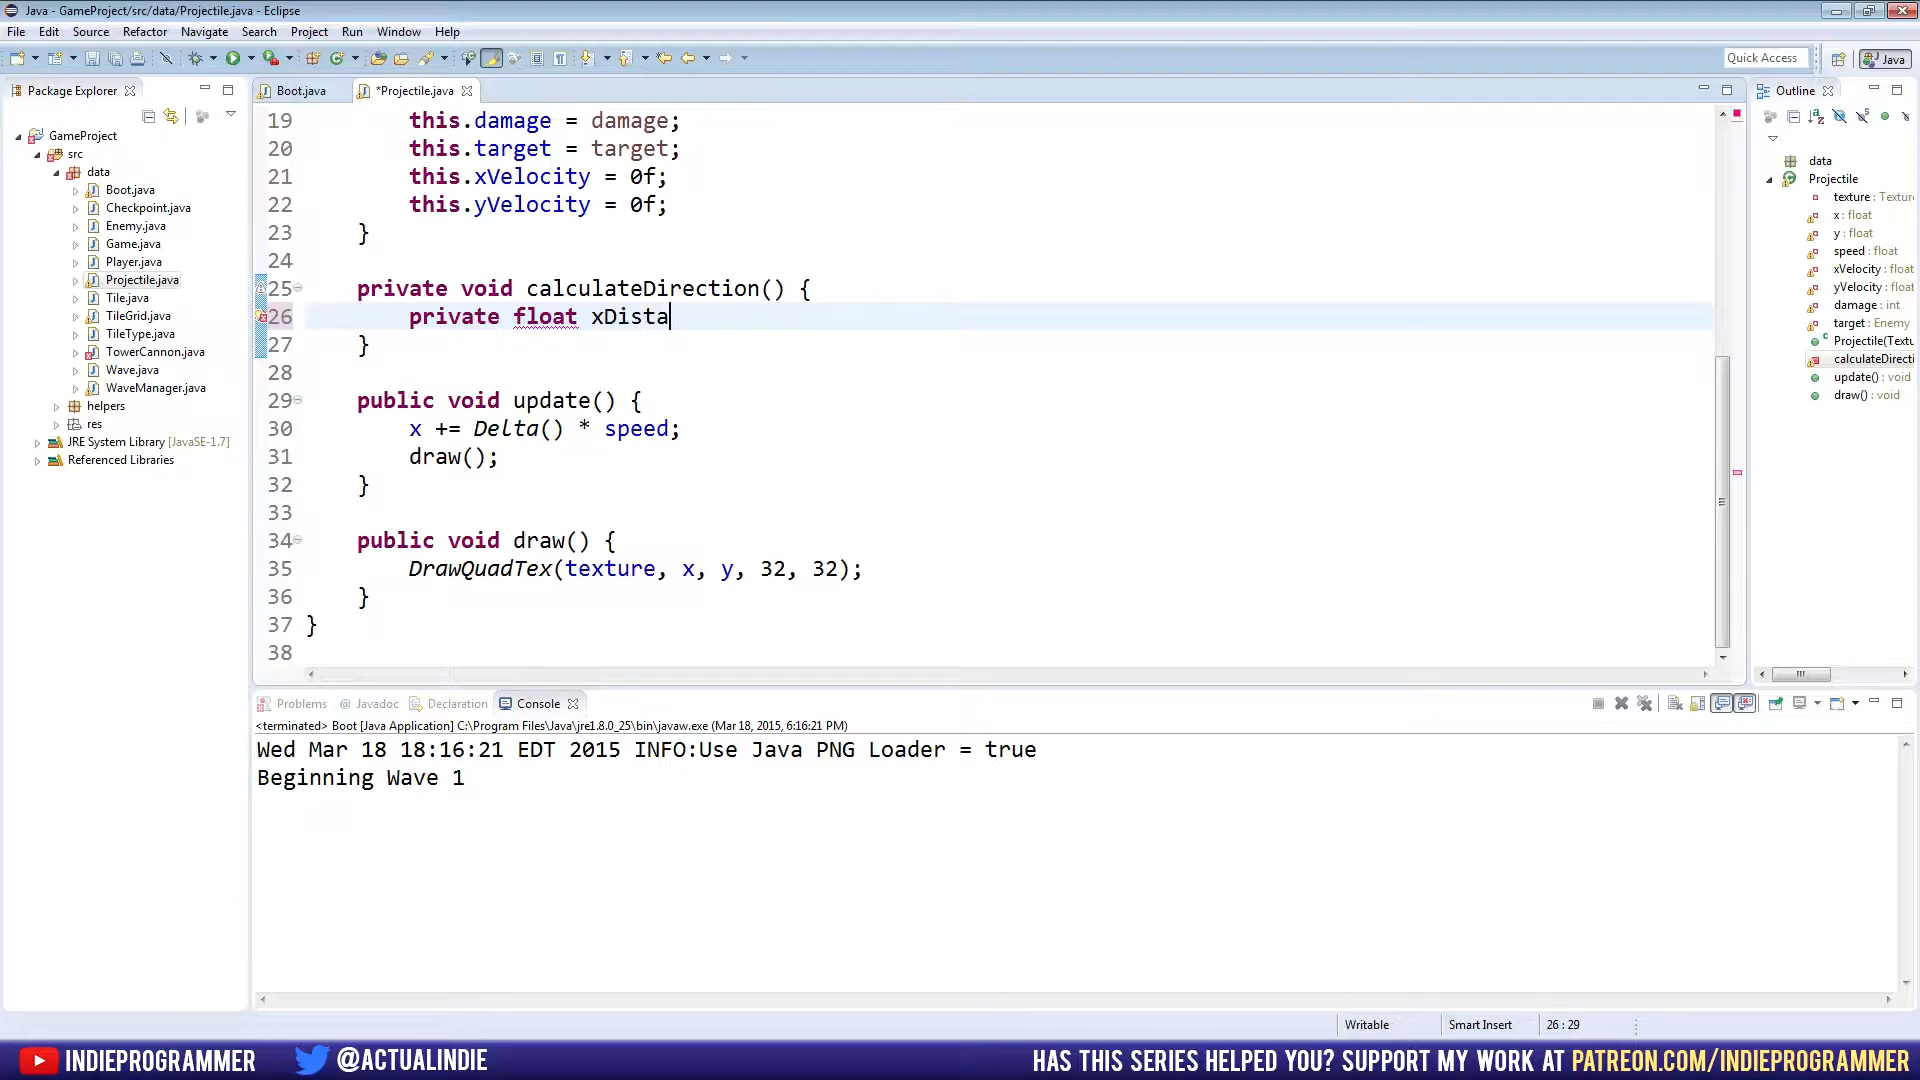 Java - GameProject/src/data/Projectile.java - Eclipse
File Edit Source Refactor Navigate Search Project Run Window Help
Quick Access
Java
Package Explorer
GameProject
src
data
Boot.java
Checkpoint.java
Enemy.java
Game.java
Player.java
Projectile.java
Tile.java
TileGrid.java
TileType.java
TowerCannon.java
Wave.java
WaveManager.java
helpers
res
JRE System Library [JavaSE-1.7]
Referenced Libraries
Boot.java
*Projectile.java
19 this.damage = damage;
20 this.target = target;
21 this.xVelocity = 0f;
22 this.yVelocity = 0f;
23 }
24
25 private void calculateDirection() {
26 private float xDista
27 }
28
29 public void update() {
30 x += Delta() * speed;
31 draw();
32 }
33
34 public void draw() {
35 DrawQuadTex(texture, x, y, 32, 32);
36 }
37 }
38
Outline
data
Projectile
texture : Textur
x : float
y : float
speed : float
xVelocity : float
yVelocity : float
damage : int
target : Enemy
Projectile(Textu
calculateDirecti
update() : void
draw() : void
Problems @ Javadoc Declaration Console
<terminated> Boot [Java Application] C:\Program Files\Java\jre1.8.0_25\bin\javaw.exe (Mar 18, 2015, 6:16:21 PM)
Wed Mar 18 18:16:21 EDT 2015 INFO:Use Java PNG Loader = true
Beginning Wave 1
Writable Smart Insert 26 : 29
INDIEPROGRAMMER @ACTUALINDIE HAS THIS SERIES HELPED YOU? SUPPORT MY WORK AT PATREON.COM/INDIEPROGRAMMER